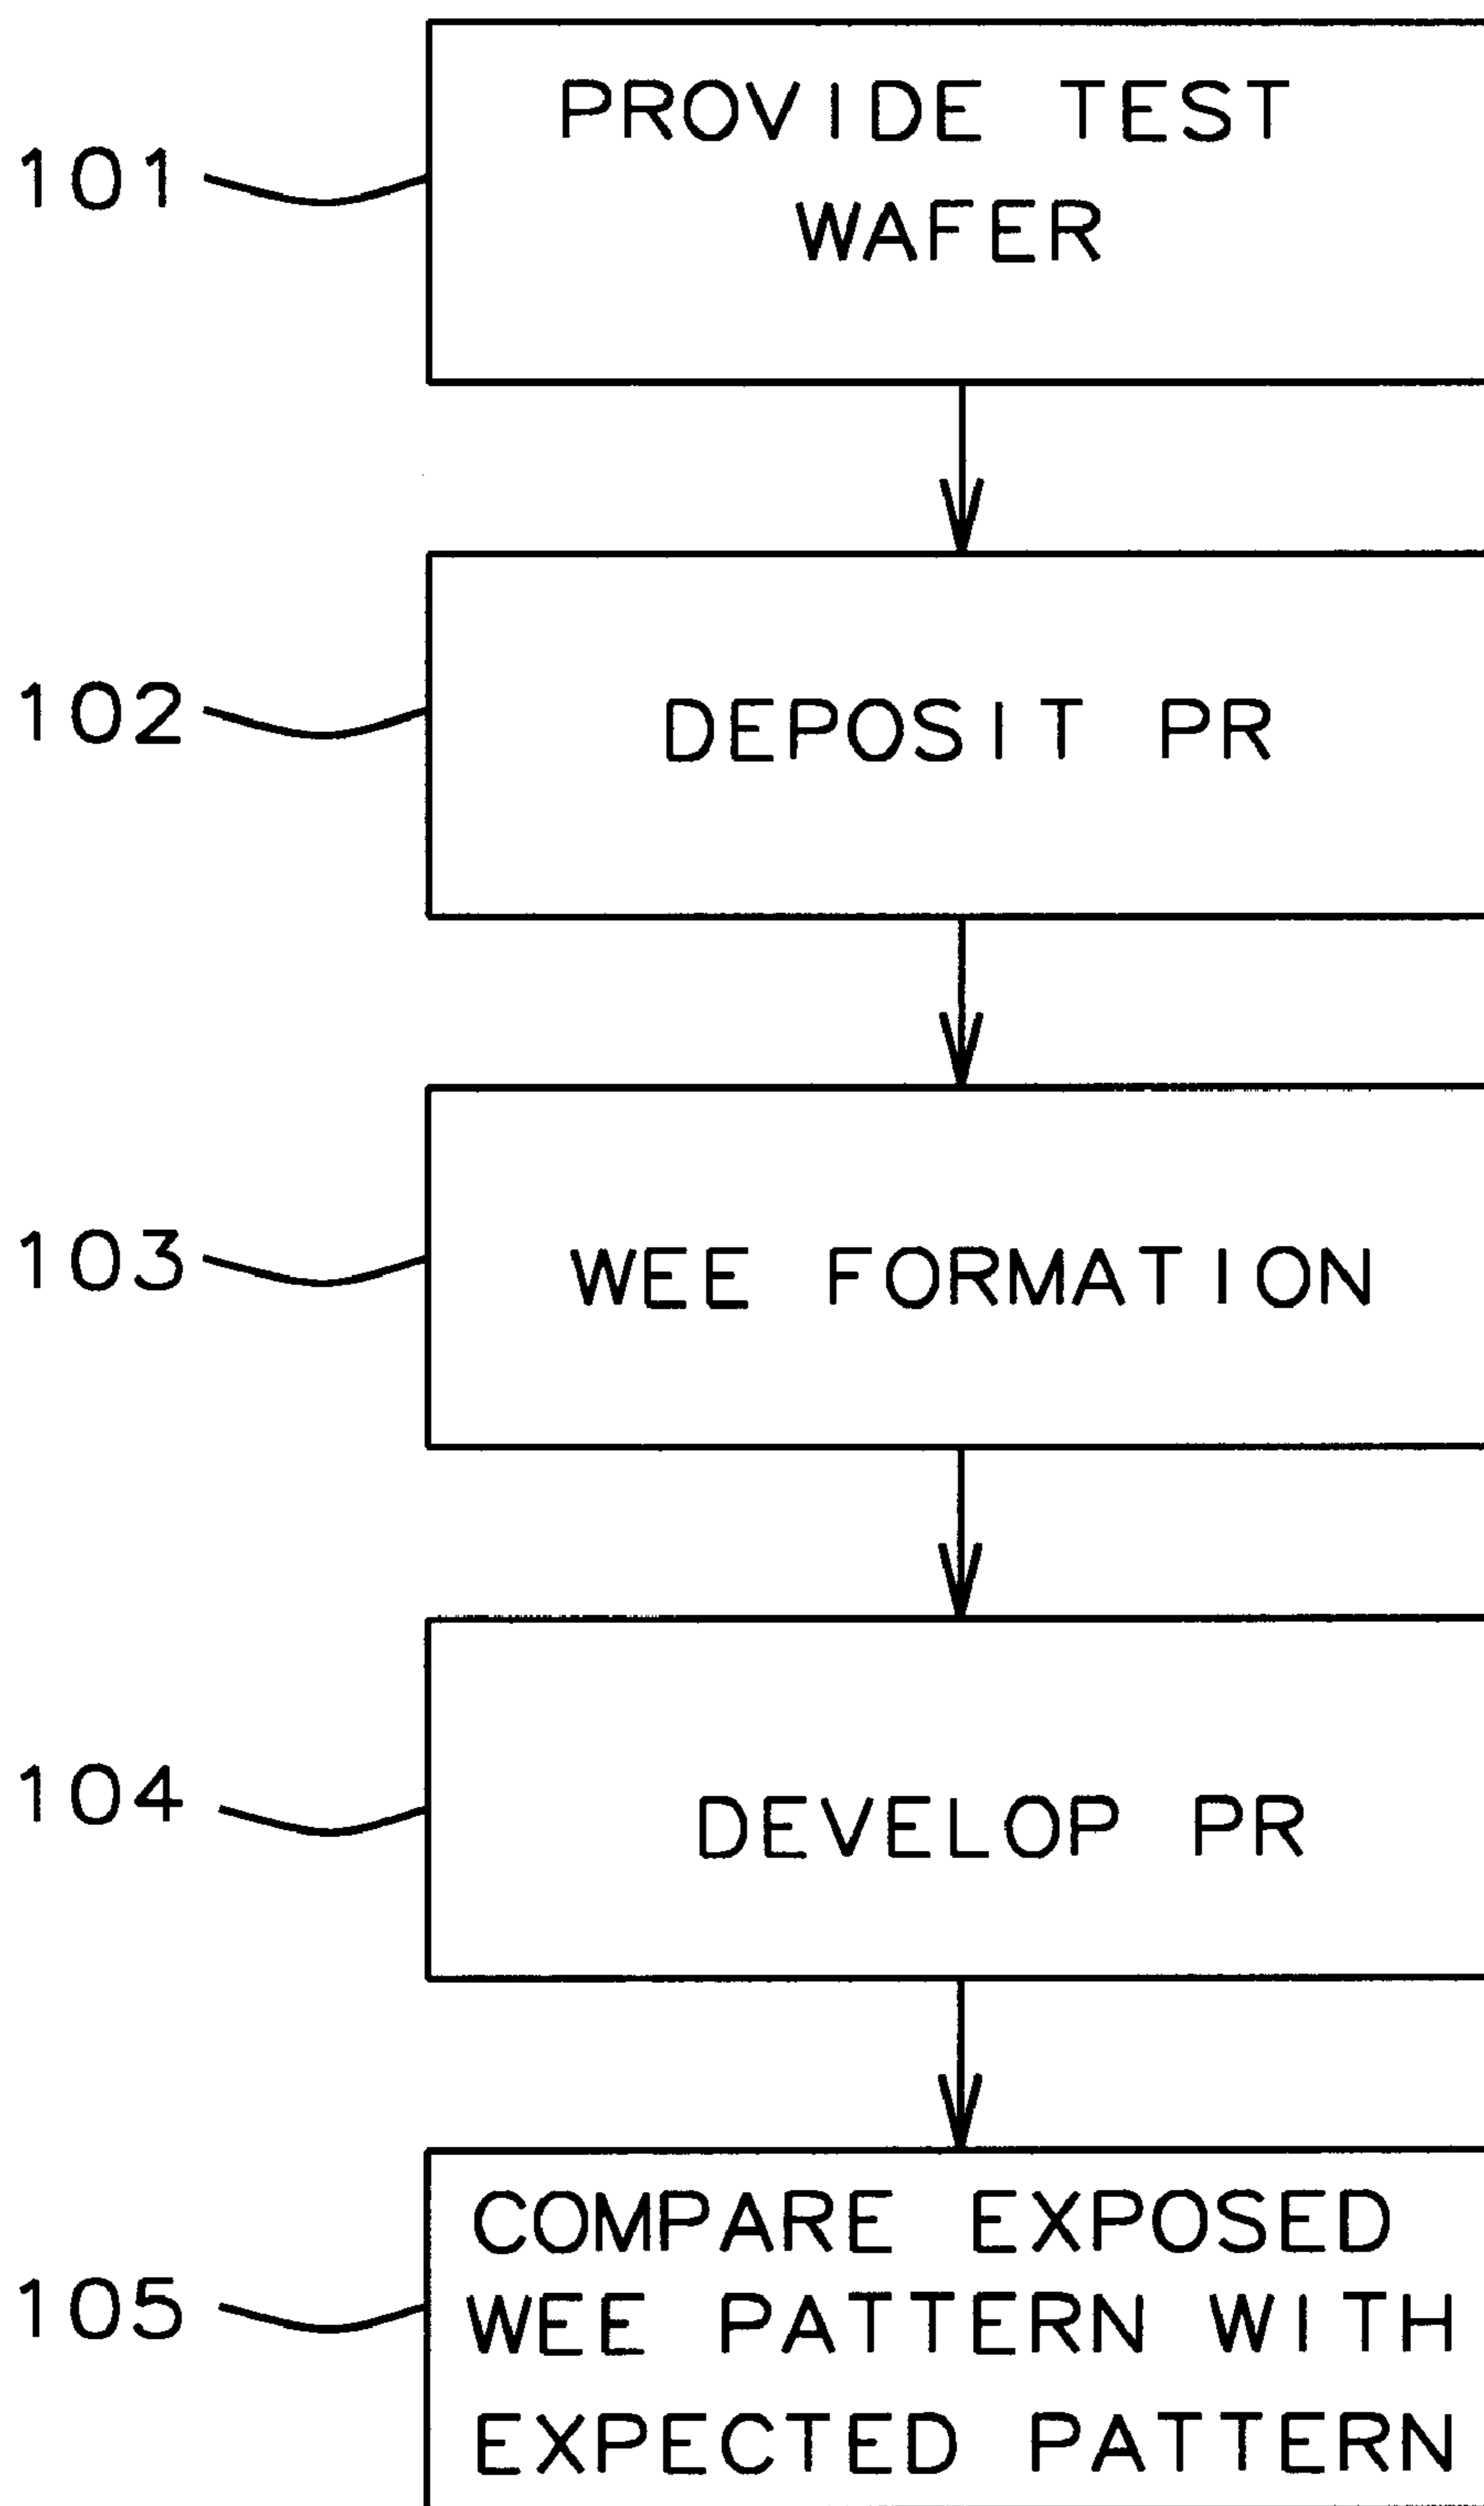 PROVIDE TEST
101
WAFER
102
DEPOSIT PR
103
WEE FORMATION
104
DEVELOP PR
COMPARE EXPOSED
105
WEE PATTERN WITH
EXPECTED PATTERN